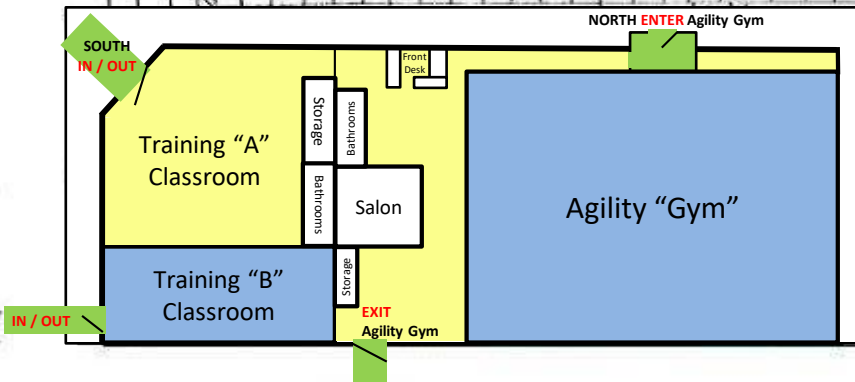 NORTH ENTER Agility Gym
SOUTH
IN / OUT
Front
Desk
Storage
Bathrooms
Training “A”
Classroom
Bathrooms
Salon
Agility “Gym”
Training “B”
Classroom
Storage
IN / OUT
EXIT
Agility Gym